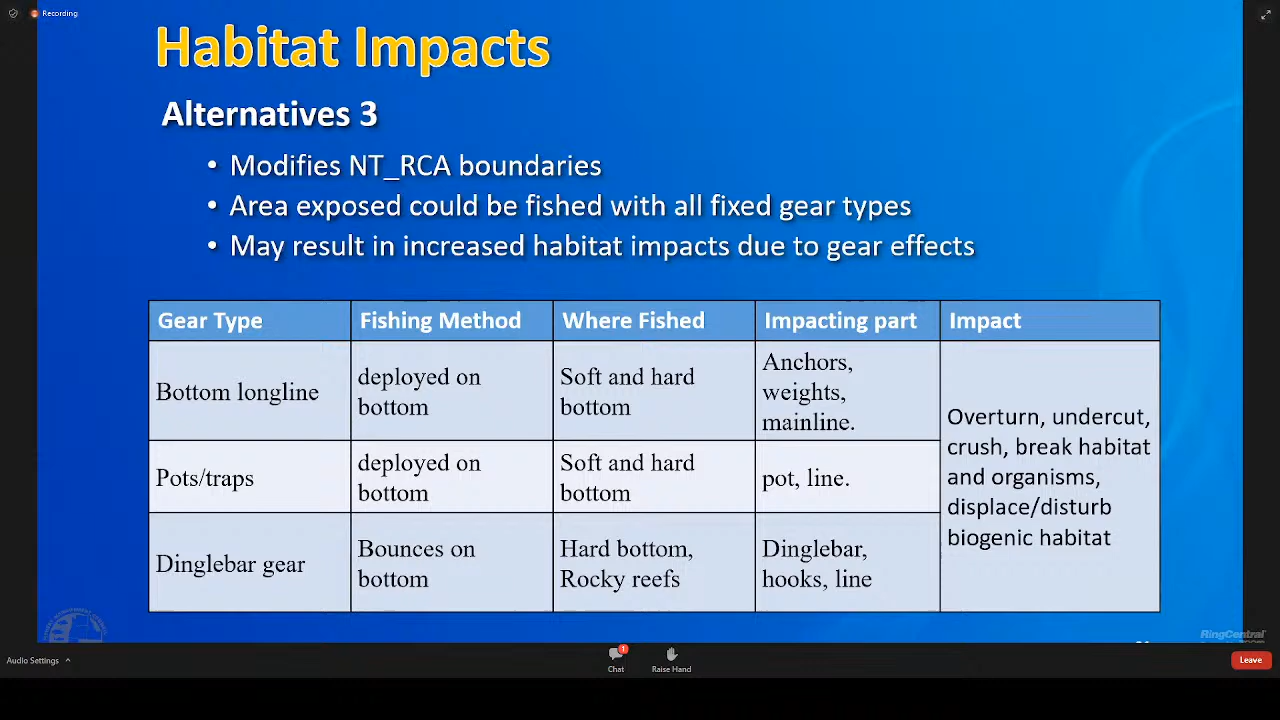 Recording
Habitat Impacts
Alternatives 3
• Modifies NT_RCA boundaries
• Area exposed could be fished with all fixed gear types
• May result in increased habitat impacts due to gear effects
Gear Type Fishing Method Where Fished Impacting part Impact
Bottom longline
deployed on
bottom
Soft and hard
bottom
Anchors,
weights,
mainline.
Overturn, undercut,
crush, break habitat
and organisms,
displace/disturb
biogenic habitat
Pots/traps
deployed on
bottom
Soft and hard
bottom
pot, line.
Dinglebar gear
Bounces on
bottom
Hard bottom,
Rocky reefs
Dinglebar,
hooks, line
RingCentral
Audio Settings
1
Chat
Raise Hand
Leave